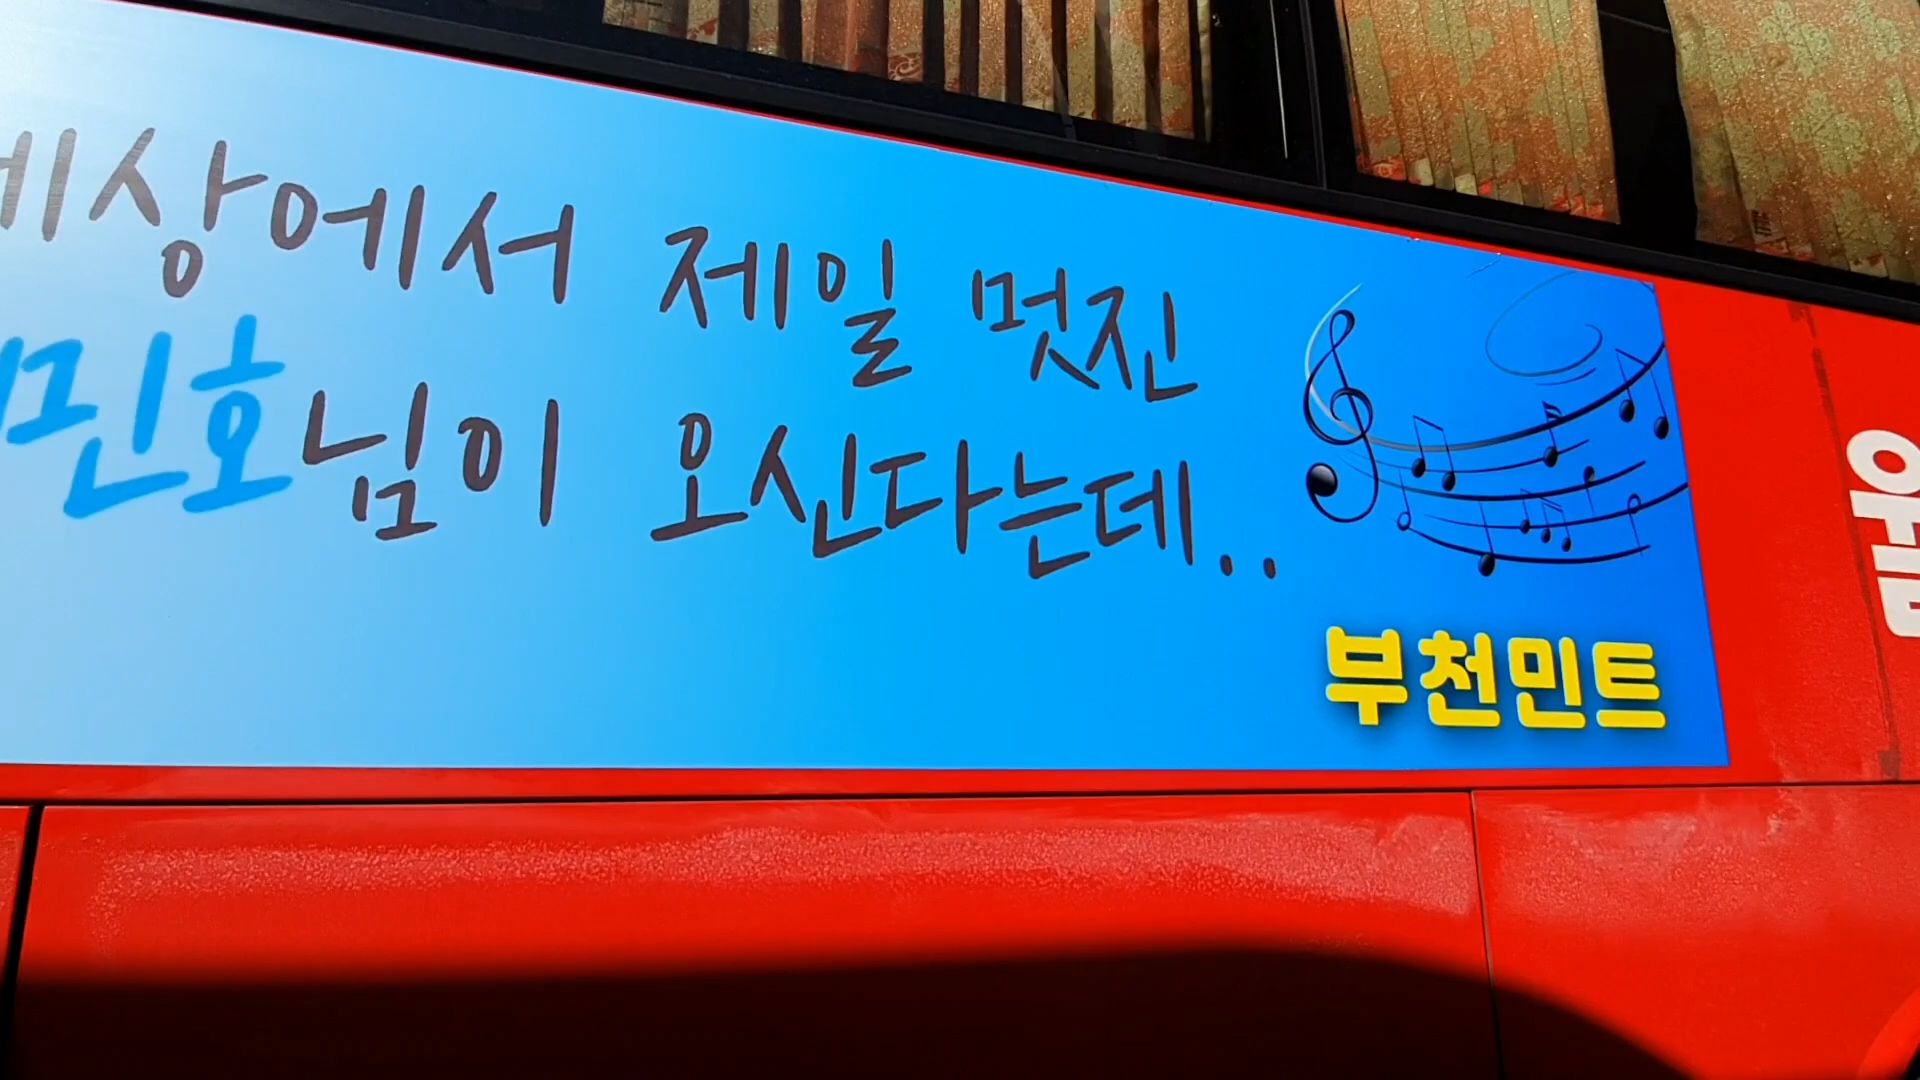 세상에서 제일 멋진
민호님이 오신다는데..
부천민트